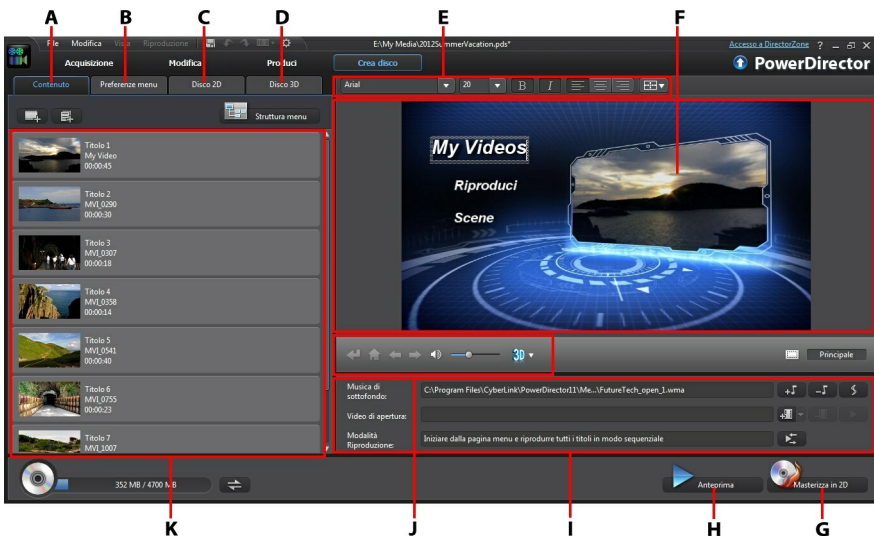 A B C D E F
File Modifica Vista Riproduzione E:\My Media\2012SummerVacation.pds* Accesso a DirectorZone ?
Acquisizione Modifica Produci Crea disco PowerDirector
Contenuto Preferenze menu Disco 2D Disco 3D Arial 20 B I
Struttura menu
Titolo 1
My Video
00:00:45
Titolo 2
MVI_0290
00:00:30
Titolo 3
MVI_0307
00:00:18
Titolo 4
MVI_0358
00:00:14
Titolo 5
MVI_0541
00:00:40
Titolo 6
MVI_0755
00:00:23
Titolo 7
MVI_1007
My Videos
Riproduci
Scene
3D Principale
Musica di
sottofondo: C:\Program Files\CyberLink\PowerDirector11\Me...\FutureTech_open_1.wma
Video di apertura:
Modalità
Riproduzione: Iniziare dalla pagina menu e riprodurre tutti i titoli in modo sequenziale
352 MB / 4700 MB Anteprima Masterizza in 2D
K J I H G